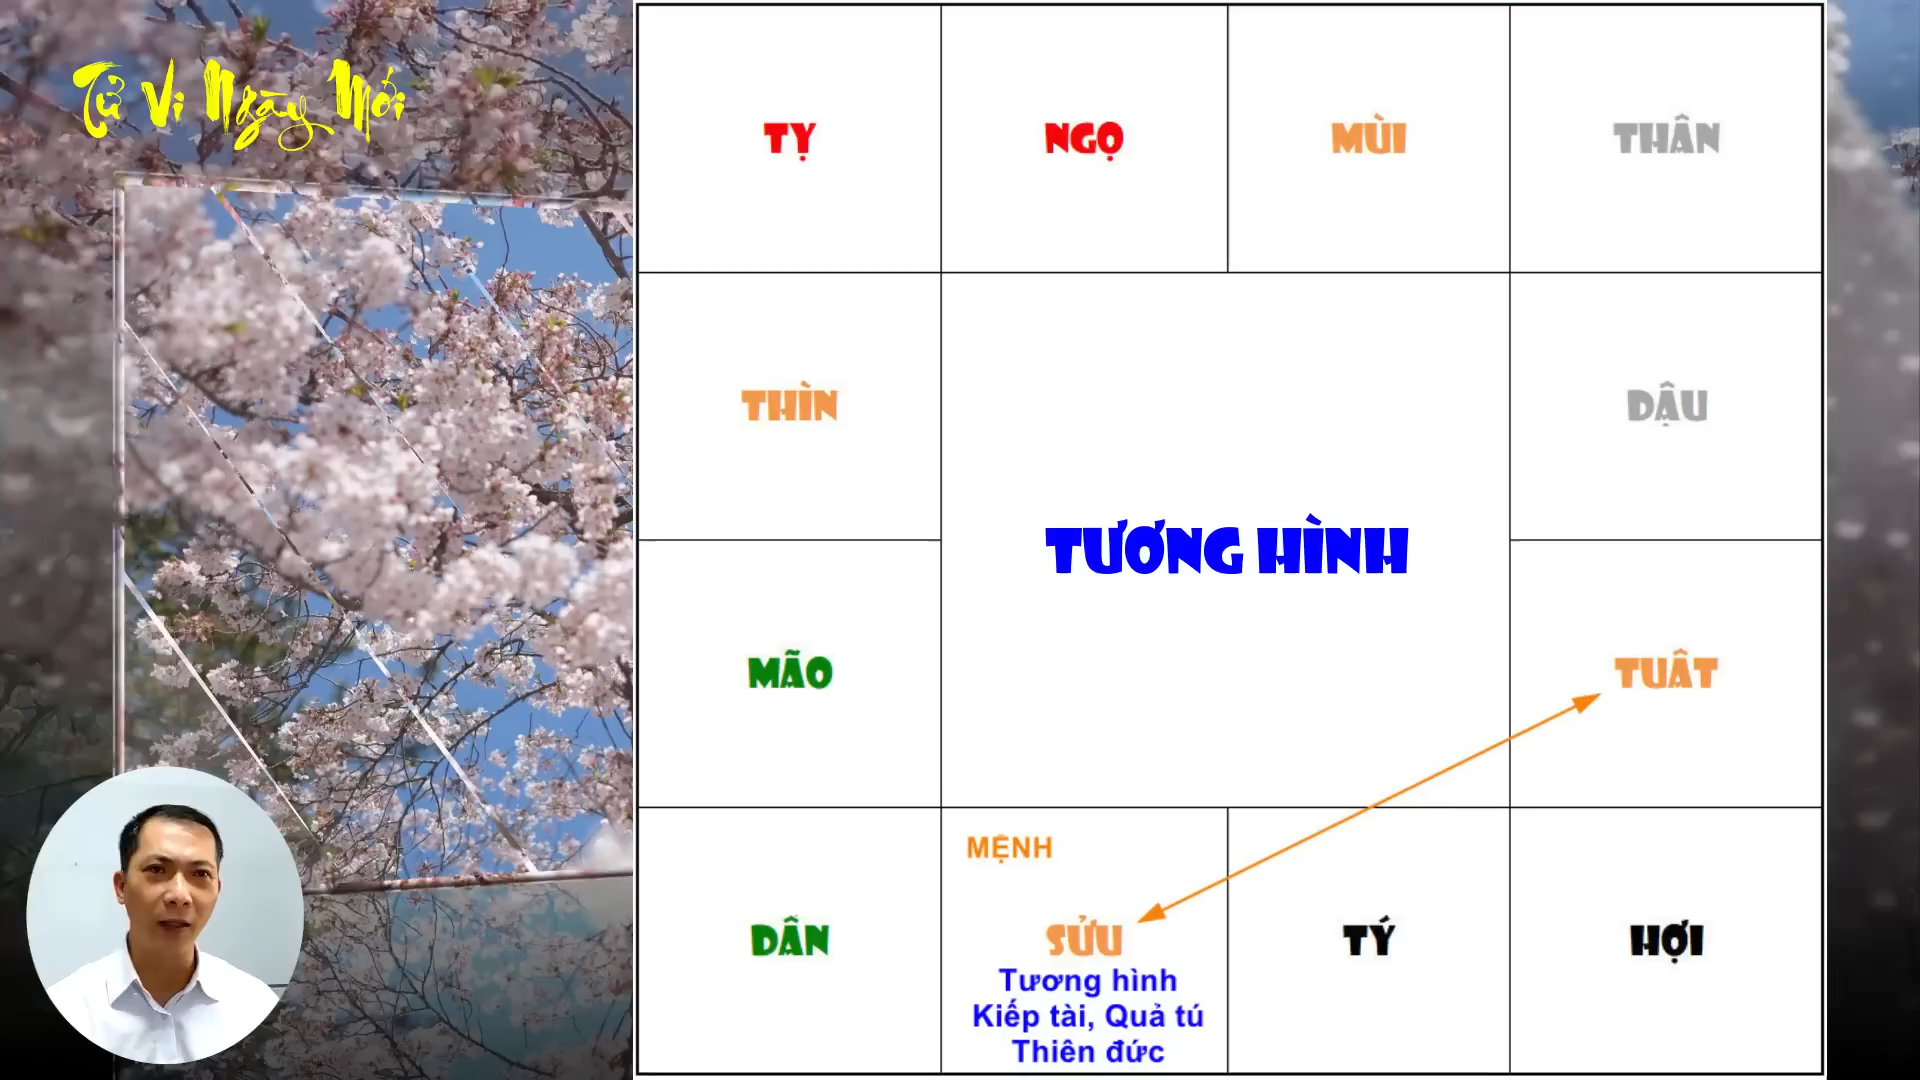 Tử Vi Ngày Mới
TỴ
NGỌ
MÙI
THÂN
THÌN
DẬU
TƯƠNG HÌNH
MÃO
TUẤT
MỆNH
DẦN
SỬU
TÝ
HỢI
Tương hình
Kiếp tài, Quả tú
Thiên đức